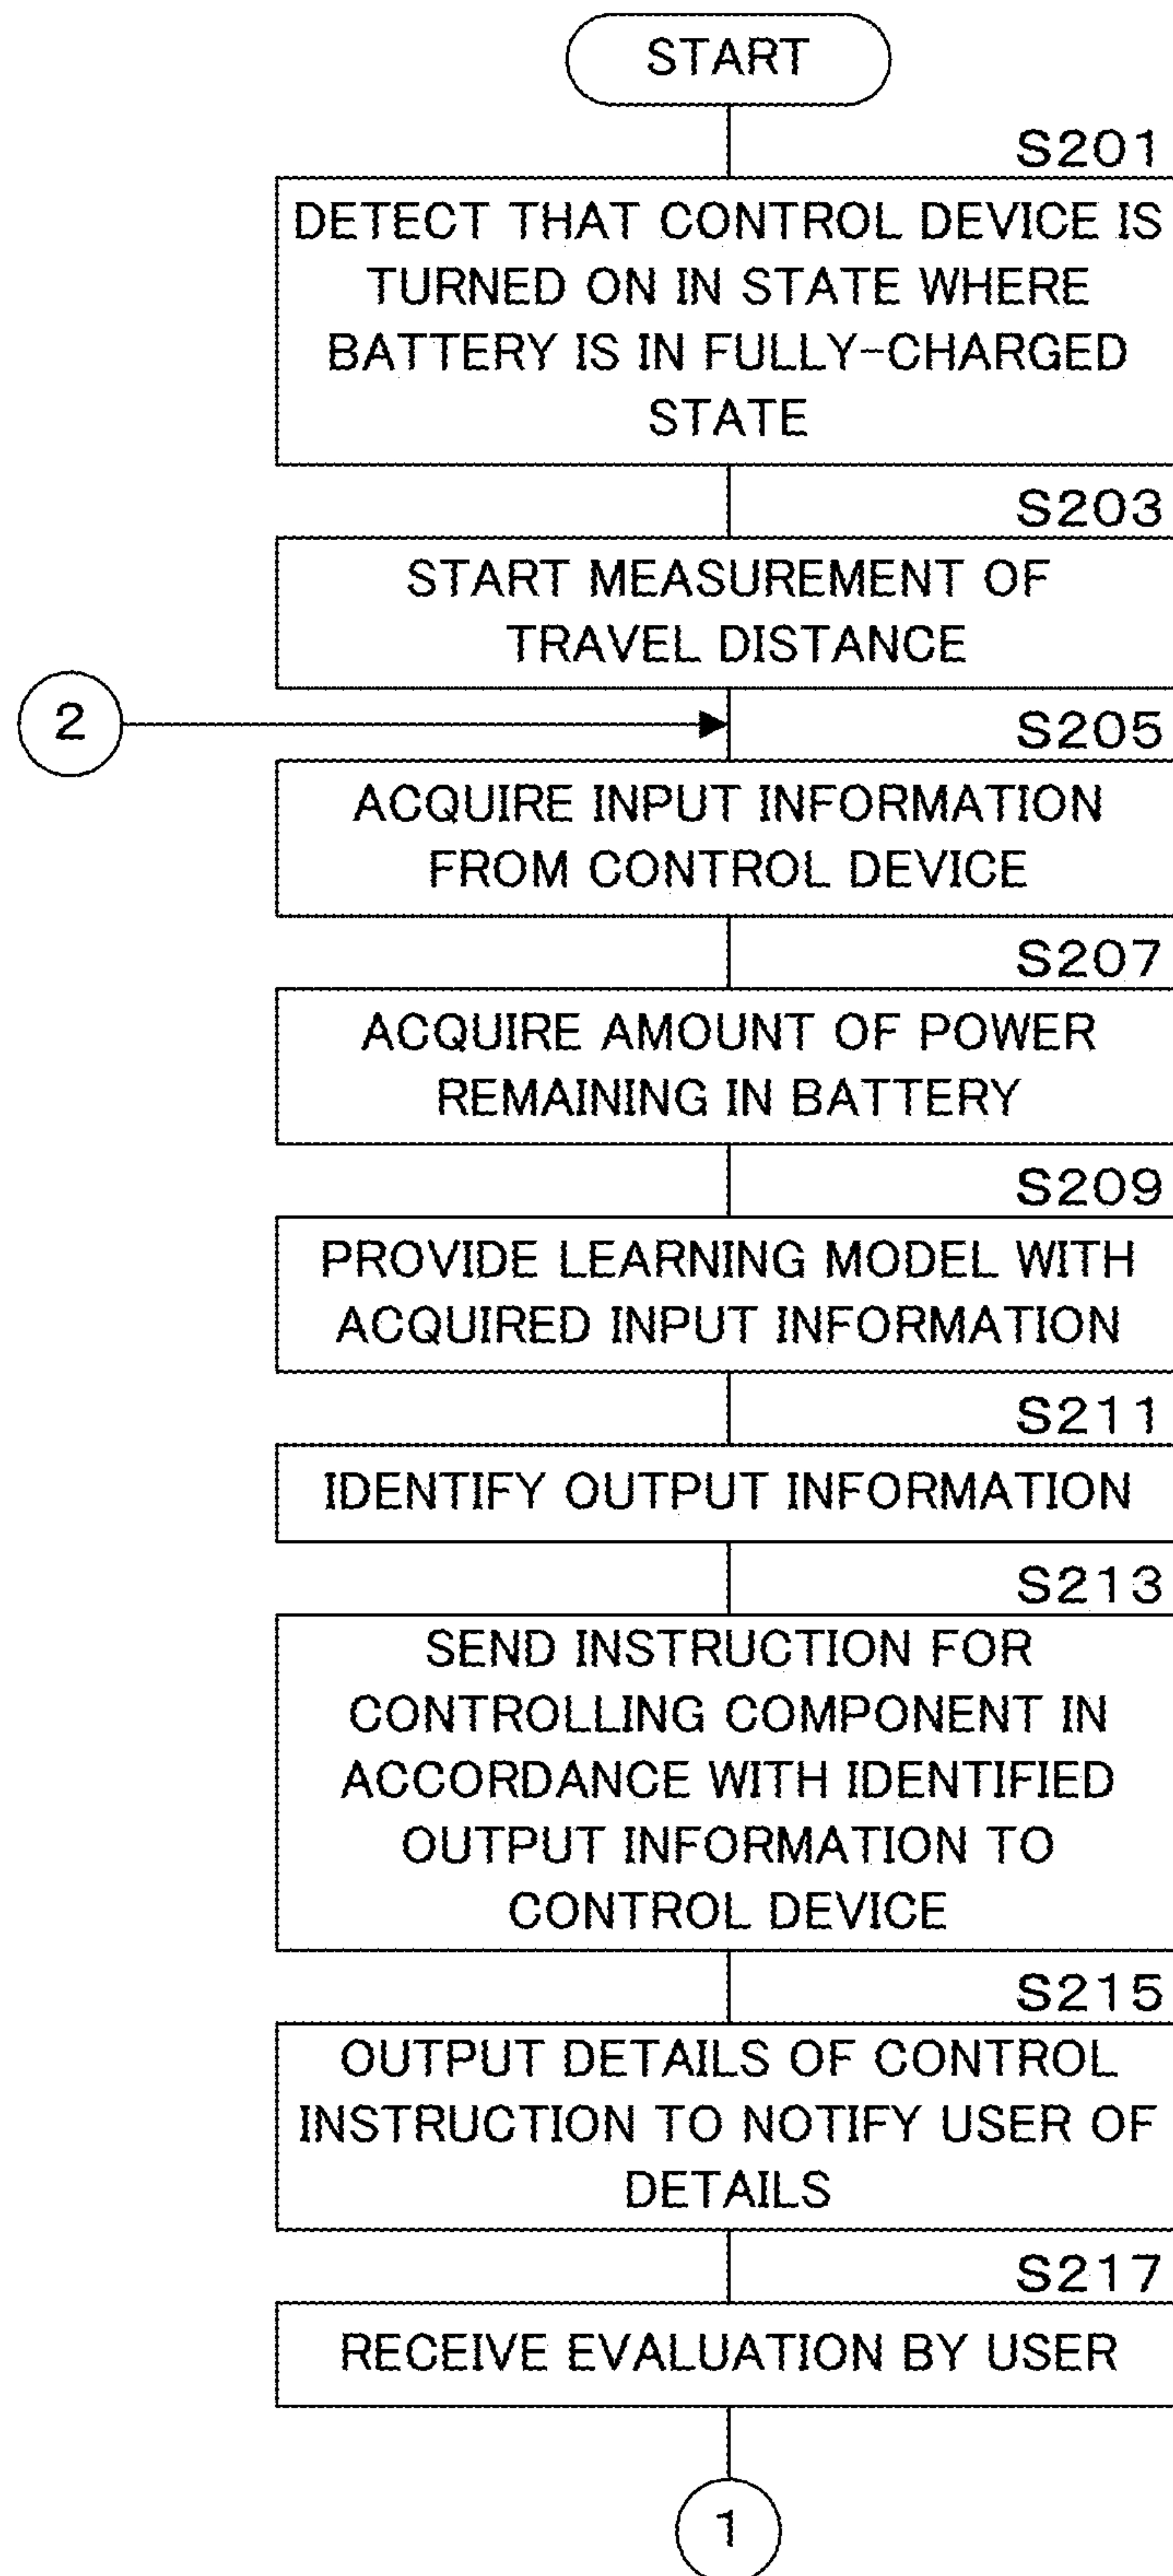 START
S201
DETECT THAT CONTROL DEVICE IS
TURNED ON IN STATE WHERE
BATTERY IS IN FULLY-CHARGED
STATE
S203
START MEASUREMENT OF
TRAVEL DISTANCE
2
S205
ACQUIRE INPUT INFORMATION
FROM CONTROL DEVICE
S207
ACQUIRE AMOUNT OF POWER
REMAINING IN BATTERY
S209
PROVIDE LEARNING MODEL WITH
ACQUIRED INPUT INFORMATION
S211
IDENTIFY OUTPUT INFORMATION
S213
SEND INSTRUCTION FOR
CONTROLLING COMPONENT IN
ACCORDANCE WITH IDENTIFIED
OUTPUT INFORMATION TO
CONTROL DEVICE
S215
OUTPUT DETAILS OF CONTROL
INSTRUCTION TO NOTIFY USER OF
DETAILS
S217
RECEIVE EVALUATION BY USER
1